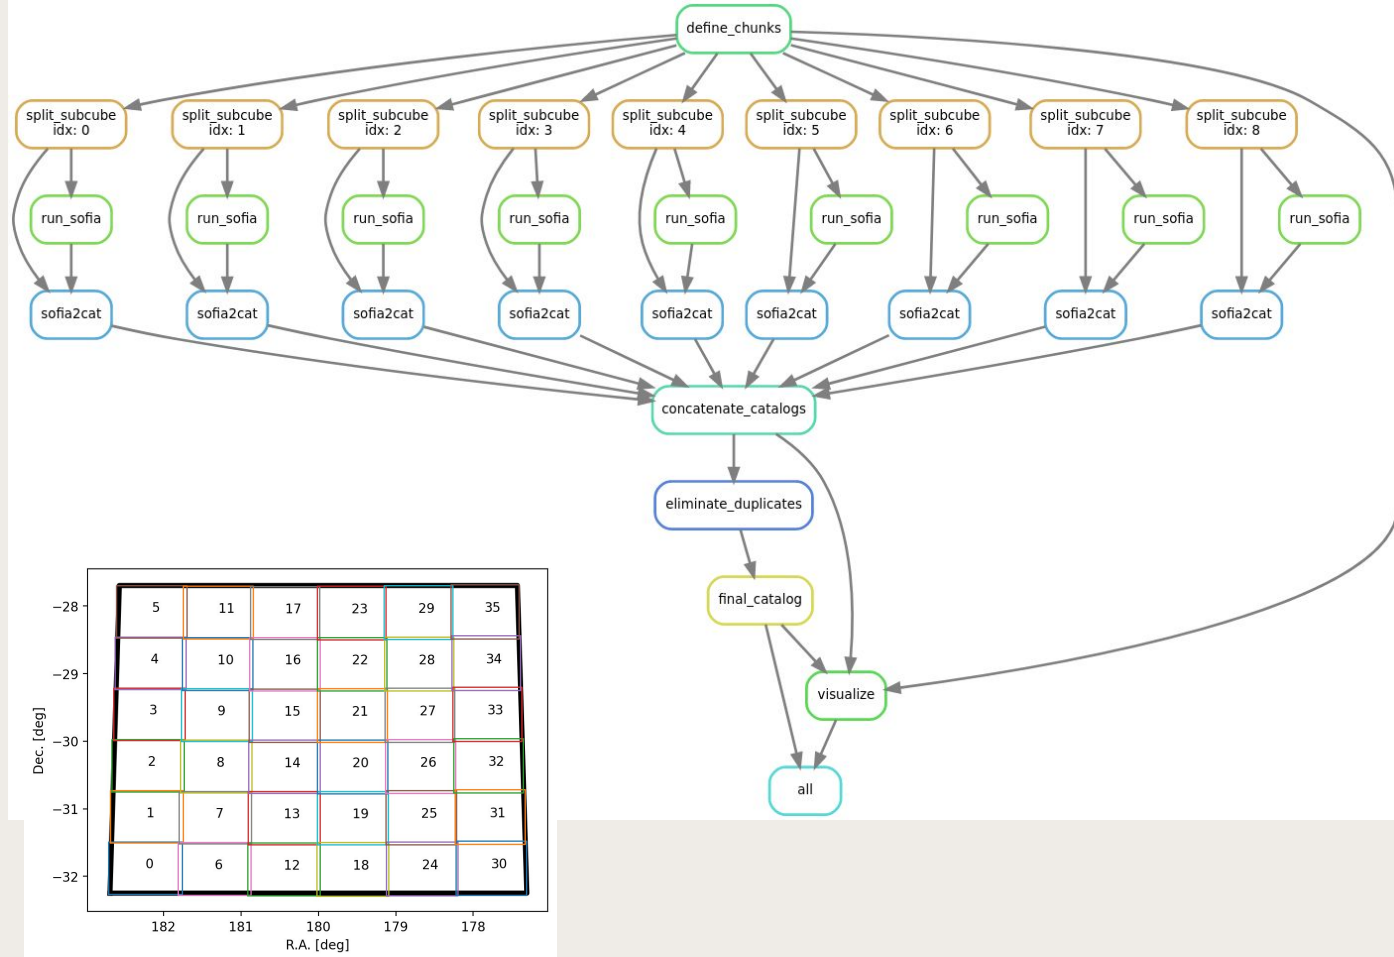 define_chunks
split_subcube
idx: 0
split_subcube
idx: 1
split_subcube
idx: 2
split_subcube
idx: 3
split_subcube
idx: 4
split_subcube
idx: 5
split_subcube
idx: 6
split_subcube
idx: 7
split_subcube
idx: 8
run_sofia
run_sofia
run_sofia
run_sofia
run_sofia
run_sofia
run_sofia
run_sofia
run_sofia
sofia2cat
sofia2cat
sofia2cat
sofia2cat
sofia2cat
sofia2cat
sofia2cat
sofia2cat
sofia2cat
concatenate_catalogs
eliminate_duplicates
final_catalog
visualize
all
Dec. [deg]
−28 5 11 17 23 29 35
4 10 16 22 28 34
−29
3 9 15 21 27 33
−30
2 8 14 20 26 32
−31
1 7 13 19 25 31
−32 0 6 12 18 24 30
182 181 180 179 178
R.A. [deg]